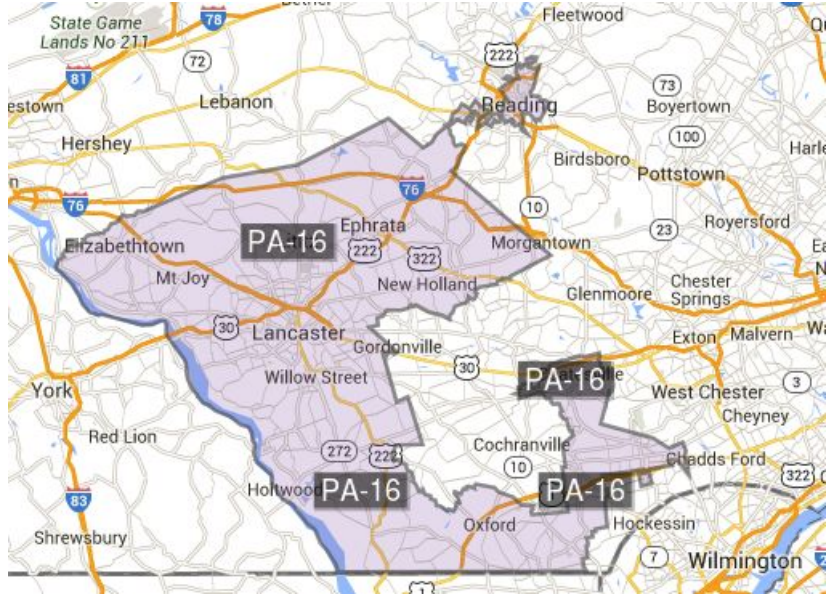 Bethel
Fleetwood
State Game
Lands No 211
78
222
81
72
73
Lebanon
Reading
Boyertown
100
Hershey
Birdsboro
Pottstown
76
76
Ephrata
10
Royersford
PA-16
23
Elizabethtown
222
Morgantown
322
Mt Joy
New Holland
Chester
Springs
Glenmoore
30
Lancaster
Exton
Malvern
Gordonville
30
Willow Street
PA-16
York
West Chester
3
Cheyney
Red Lion
Cochranville
272
222
10
Chadds Ford
322
PA-16
PA-16
Holtwood
83
Oxford
Hockessin
Shrewsbury
7
Wilmington
1